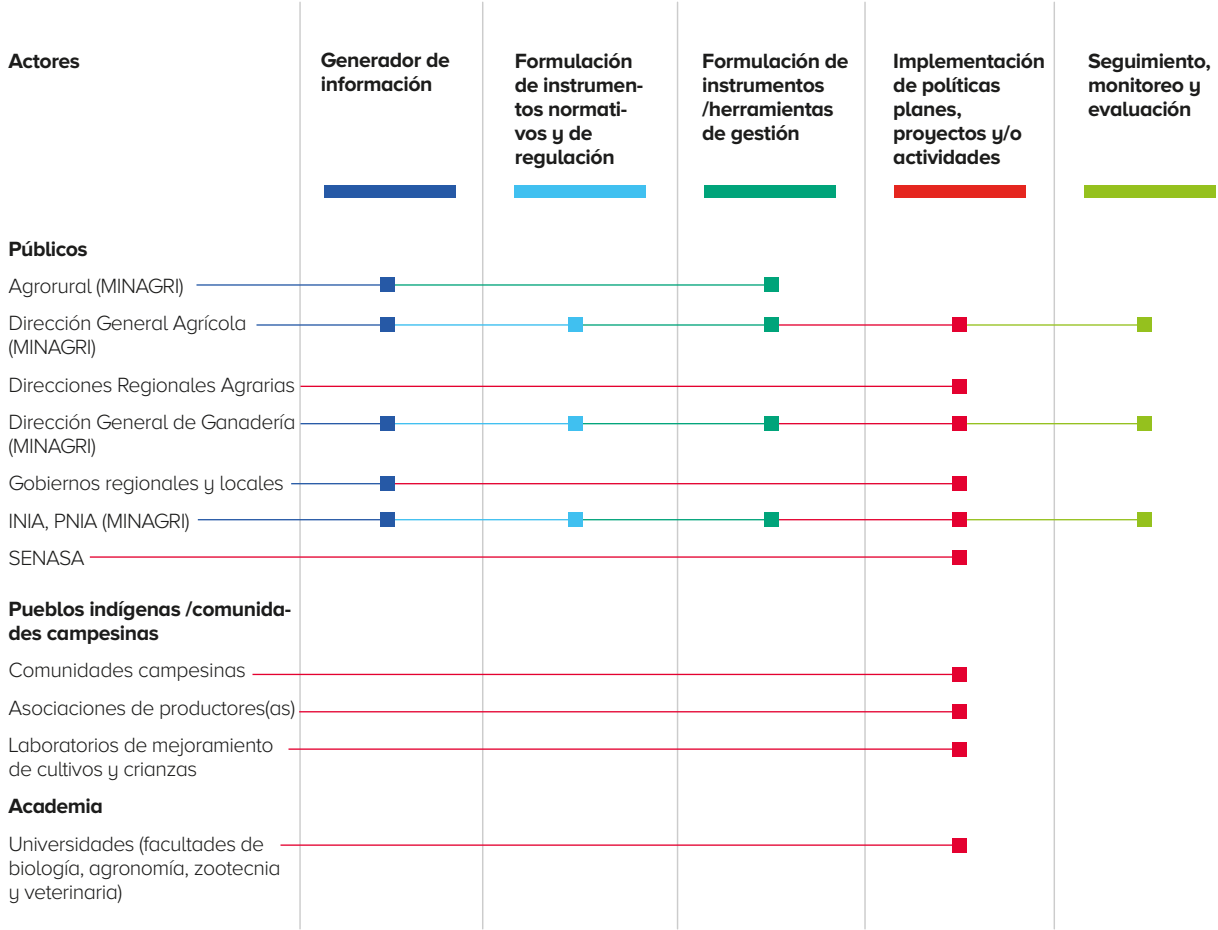 Actores
Generador de
información
Formulación
de instrumen-
tos normati-
vos y de
regulación
Formulación de
instrumentos
/herramientas
de gestión
Implementación
de políticas
planes,
proyectos y/o
actividades
Seguimiento,
monitoreo y
evaluación
Públicos
Agrorural (MINAGRI)
Dirección General Agrícola
(MINAGRI)
Direcciones Regionales Agrarias
Dirección General de Ganadería
(MINAGRI)
Gobiernos regionales y locales
INIA, PNIA (MINAGRI)
SENASA
Pueblos indígenas /comunida-
des campesinas
Comunidades campesinas
Asociaciones de productores(as)
Laboratorios de mejoramiento
de cultivos y crianzas
Academia
Universidades (facultades de
biología, agronomía, zootecnia
y veterinaria)